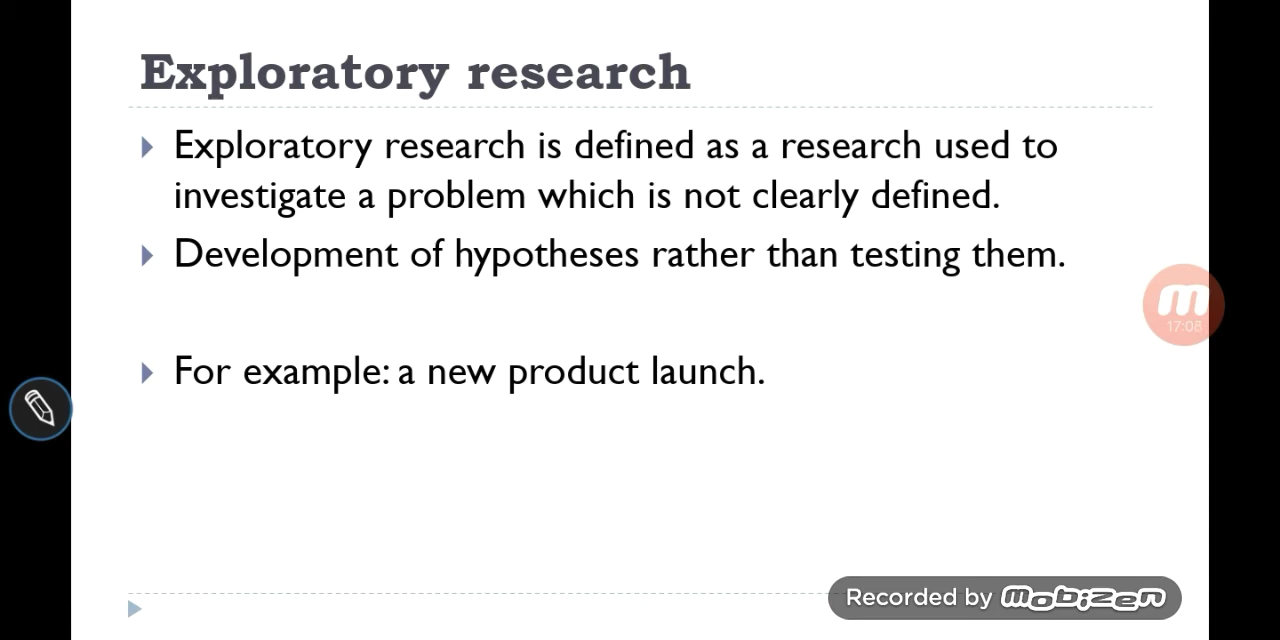 Exploratory research
Exploratory research is defined as a research used to
investigate a problem which is not clearly defined.
Development of hypotheses rather than testing them.
For example: a new product launch.
17:08
Recorded by mobizen